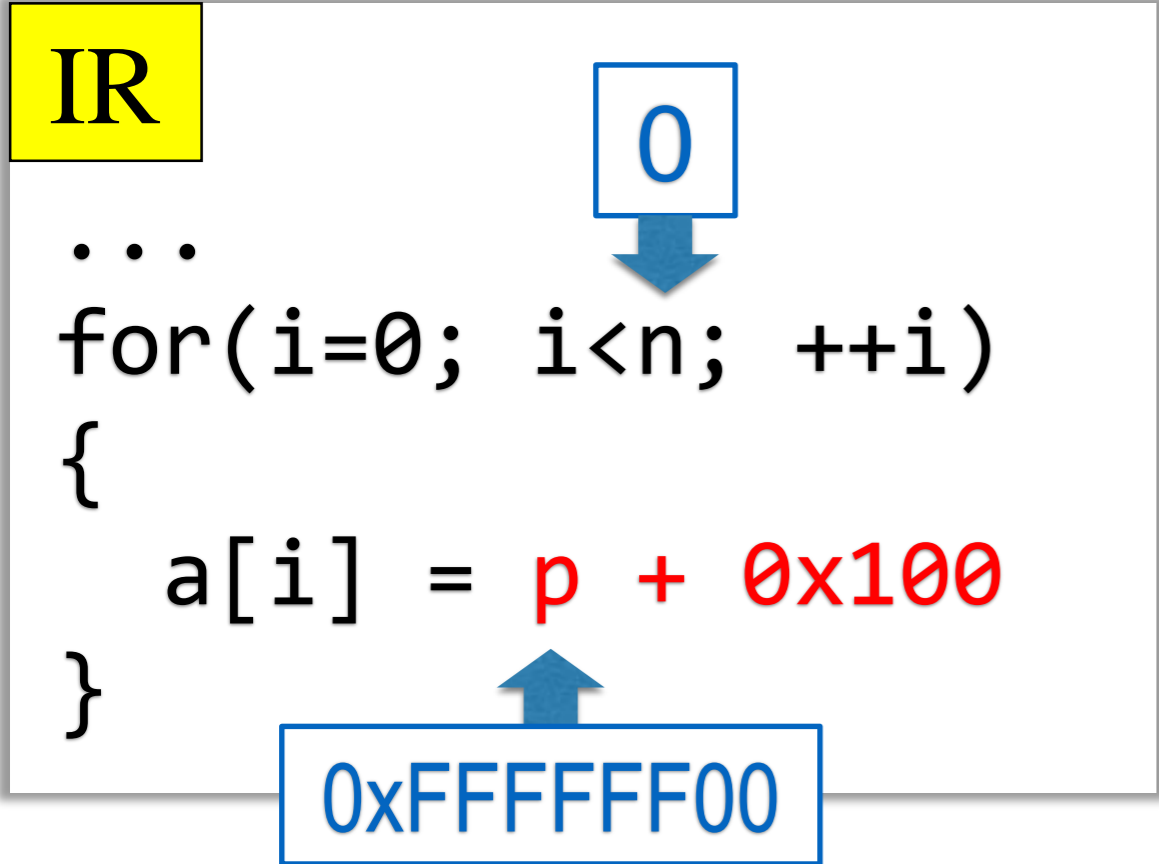 IR
0
...
for(i=0; i<n; ++i)
{
a[i] = p + 0x100
}
0xFFFFFF00